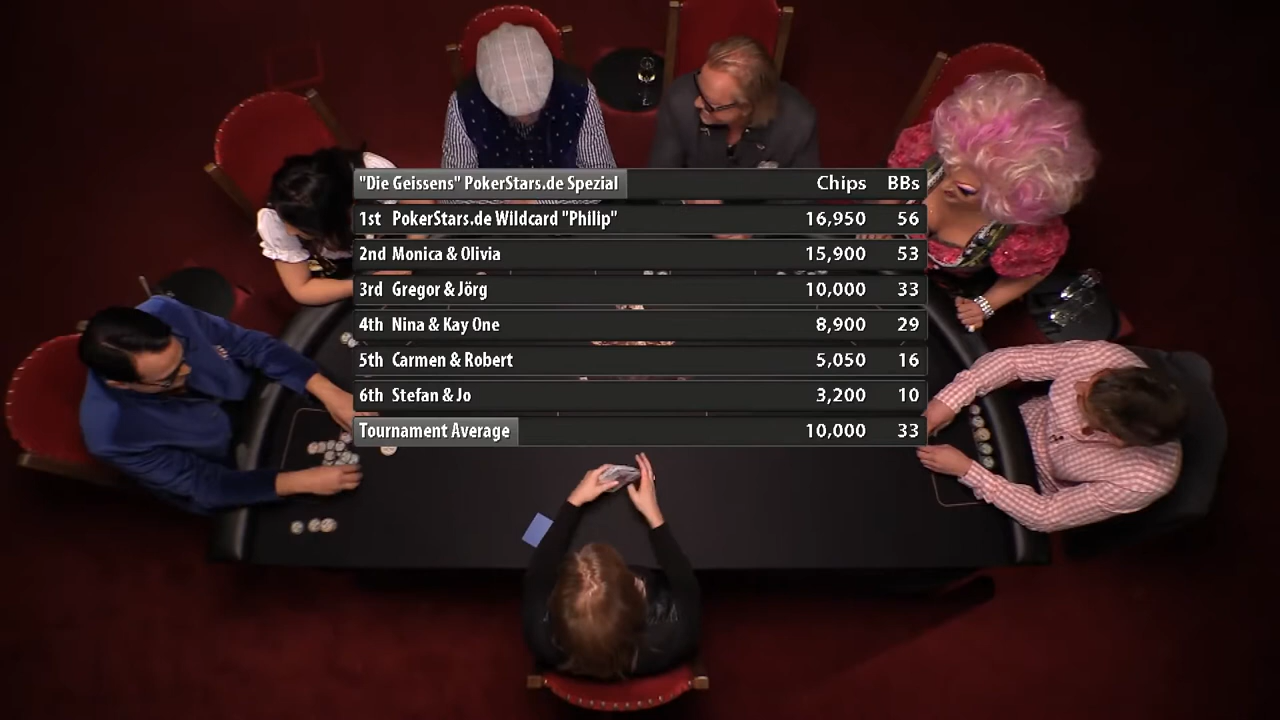 "Die Geissens" PokerStars.de Spezial Chips BBs
1st PokerStars.de Wildcard "Philip" 16,950 56
2nd Monica & Olivia 15,900 53
3rd Gregor & Jörg 10,000 33
4th Nina & Kay One 8,900 29
5th Carmen & Robert 5,050 16
6th Stefan & Jo 3,200 10
Tournament Average 10,000 33